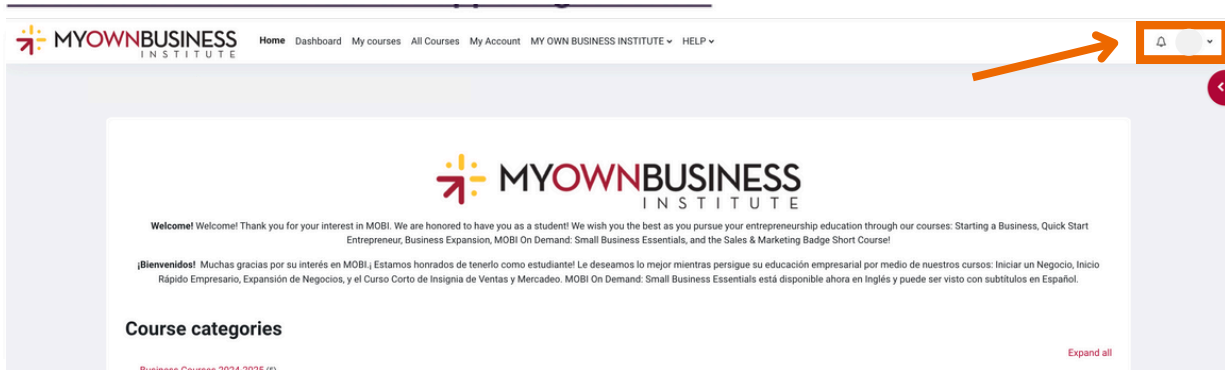 MYOWNBUSINESS
INSTITUTE
Home Dashboard My courses All Courses My Account MY OWN BUSINESS INSTITUTE HELP
MYOWNBUSINESS
INSTITUTE
Welcome! Welcome! Thank you for your interest in MOBI. We are honored to have you as a student! We wish you the best as you pursue your entrepreneurship education through our courses: Starting a Business, Quick Start
Entrepreneur, Business Expansion, MOBI On Demand: Small Business Essentials, and the Sales & Marketing Badge Short Course!
¡Bienvenidos! Muchas gracias por su interés en MOBI.¡ Estamos honrados de tenerlo como estudiante! Le deseamos lo mejor mientras persigue su educación empresarial por medio de nuestros cursos: Iniciar un Negocio, Inicio
Rápido Empresario, Expansión de Negocios, y el Curso Corto de Insignia de Ventas y Mercadeo. MOBI On Demand: Small Business Essentials está disponible ahora en Inglés y puede ser visto con subtítulos en Español.
Course categories
Expand all
Business Courses 2024-2025